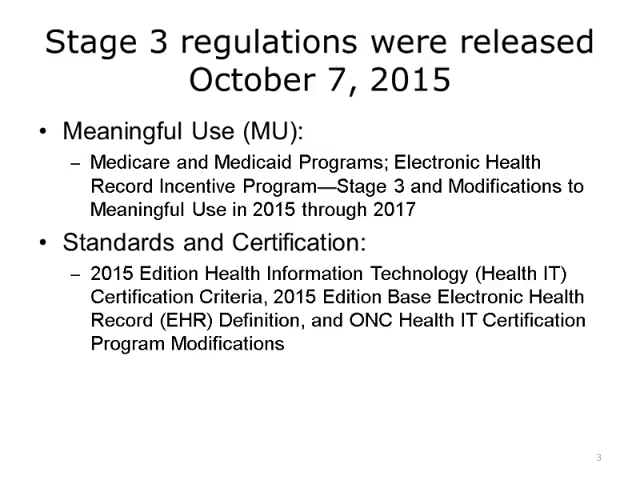 Stage 3 regulations were released
October 7, 2015
• Meaningful Use (MU):
– Medicare and Medicaid Programs; Electronic Health
Record Incentive Program—Stage 3 and Modifications to
Meaningful Use in 2015 through 2017
• Standards and Certification:
– 2015 Edition Health Information Technology (Health IT)
Certification Criteria, 2015 Edition Base Electronic Health
Record (EHR) Definition, and ONC Health IT Certification
Program Modifications
3